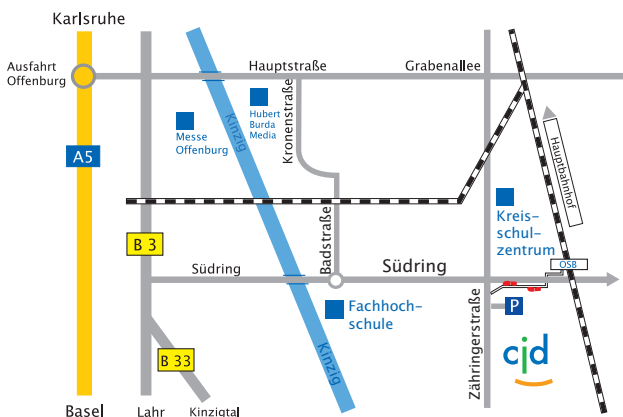 Karlsruhe
Ausfahrt
Offenburg
Hauptstraße
Grabenallee
Kronenstraße
Hubert
Burda
Media
Messe
Offenburg
Kinzig
A5
Hauptbahnhof
Kreis-
schul-
zentrum
Badstraße
B 3
OSB
Südring
Südring
Fachhoch-
schule
P
Zähringerstraße
cjd
Kinzig
B 33
Basel
Lahr
Kinzigtal